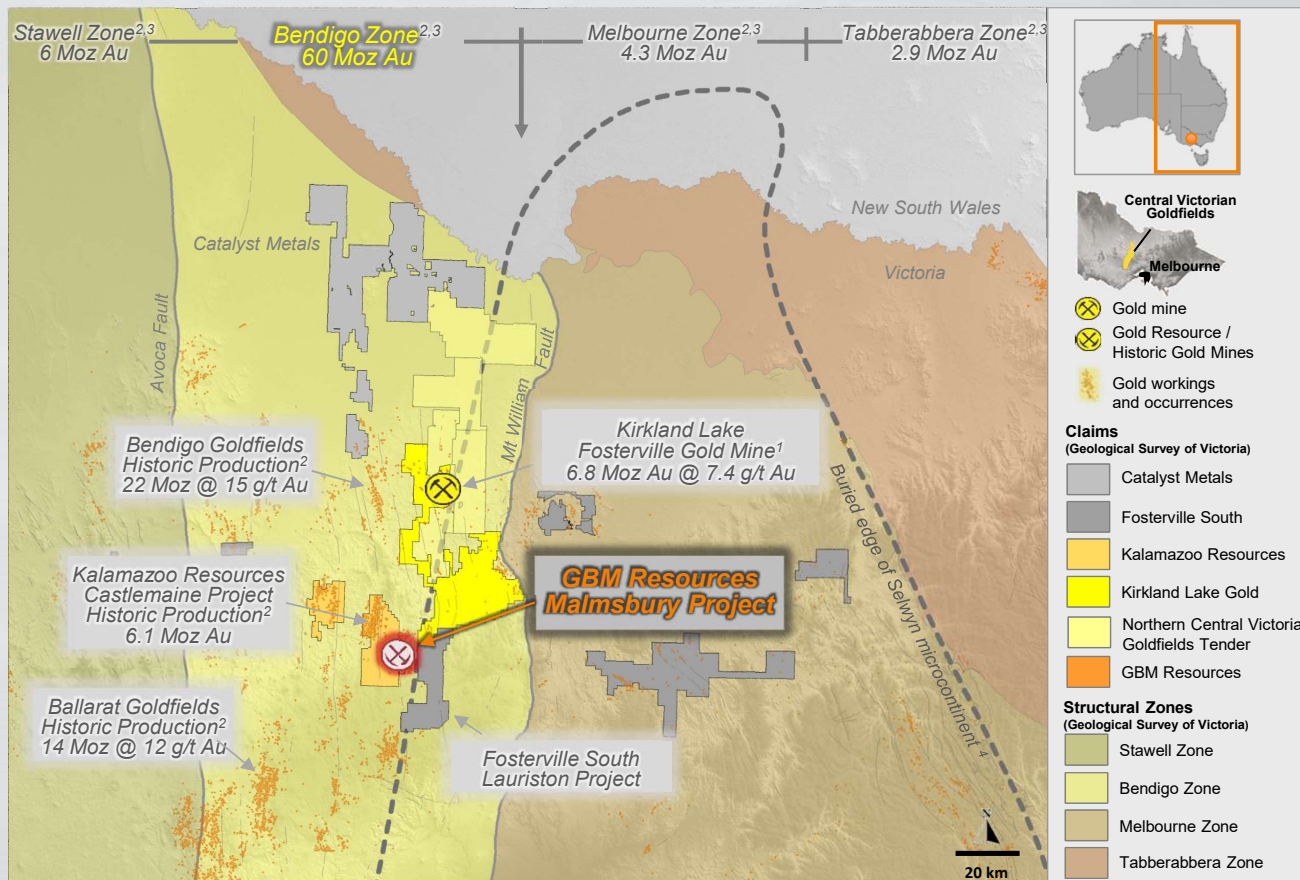 Stawell Zone2,3
6 Moz Au
Bendigo Zone2,3
60 Moz Au
Melbourne Zone2,3
4.3 Moz Au
Tabberabbera Zone2,3
2.9 Moz Au
New South Wales
Victoria
Catalyst Metals
Avoca Fault
Mt William Fault
Bendigo Goldfields
Historic Production2
22 Moz @ 15 g/t Au
Kirkland Lake
Fosterville Gold Mine1
6.8 Moz Au @ 7.4 g/t Au
Buried edge of Selwyn microcontinent 4
Kalamazoo Resources
Castlemaine Project
Historic Production2
6.1 Moz Au
GBM Resources
Malmsbury Project
Ballarat Goldfields
Historic Production2
14 Moz @ 12 g/t Au
Fosterville South
Lauriston Project
20 km
Central Victorian
Goldfields
Melbourne
Gold mine
Gold Resource /
Historic Gold Mines
Gold workings
and occurrences
Claims
(Geological Survey of Victoria)
Catalyst Metals
Fosterville South
Kalamazoo Resources
Kirkland Lake Gold
Northern Central Victoria
Goldfields Tender
GBM Resources
Structural Zones
(Geological Survey of Victoria)
Stawell Zone
Bendigo Zone
Melbourne Zone
Tabberabbera Zone